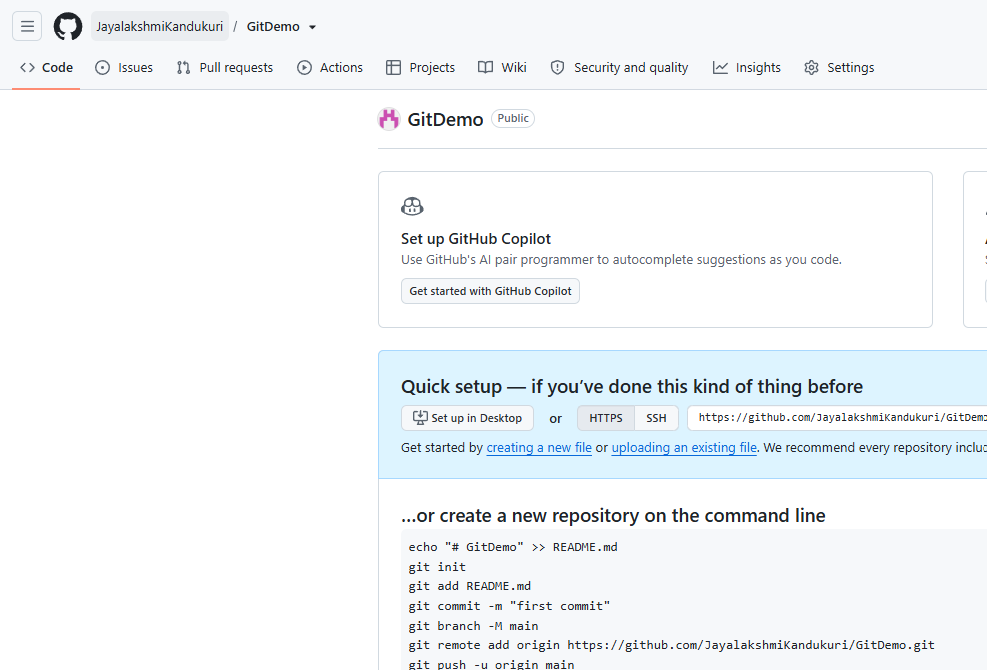 JayalakshmiKandukuri / GitDemo
Code Issues Pull requests Actions Projects Wiki Security and quality Insights Settings
GitDemo Public
Set up GitHub Copilot
Use GitHub's AI pair programmer to autocomplete suggestions as you code.
Get started with GitHub Copilot
Quick setup — if you’ve done this kind of thing before
Set up in Desktop or HTTPS SSH https://github.com/JayalakshmiKandukuri/GitDemo
Get started by creating a new file or uploading an existing file. We recommend every repository
…or create a new repository on the command line
echo "# GitDemo" >> README.md
git init
git add README.md
git commit -m "first commit"
git branch -M main
git remote add origin https://github.com/JayalakshmiKandukuri/GitDemo.git
git push -u origin main